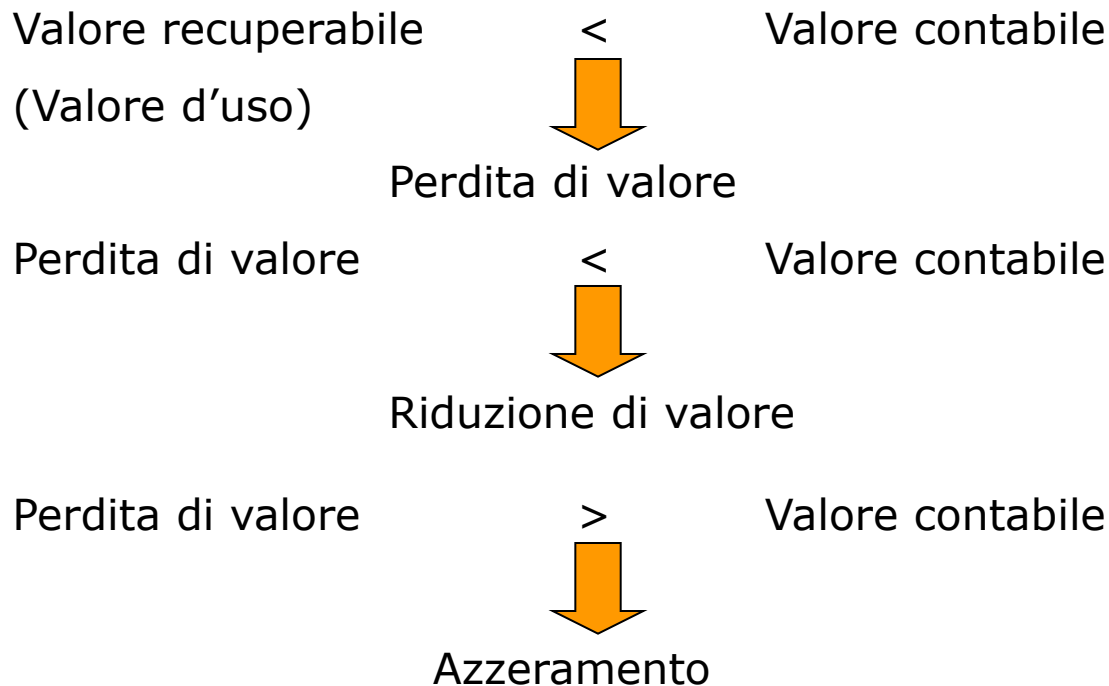 Valore recuperabile < Valore contabile
(Valore d’uso)
Perdita di valore
Perdita di valore < Valore contabile
Riduzione di valore
Perdita di valore > Valore contabile
Azzeramento